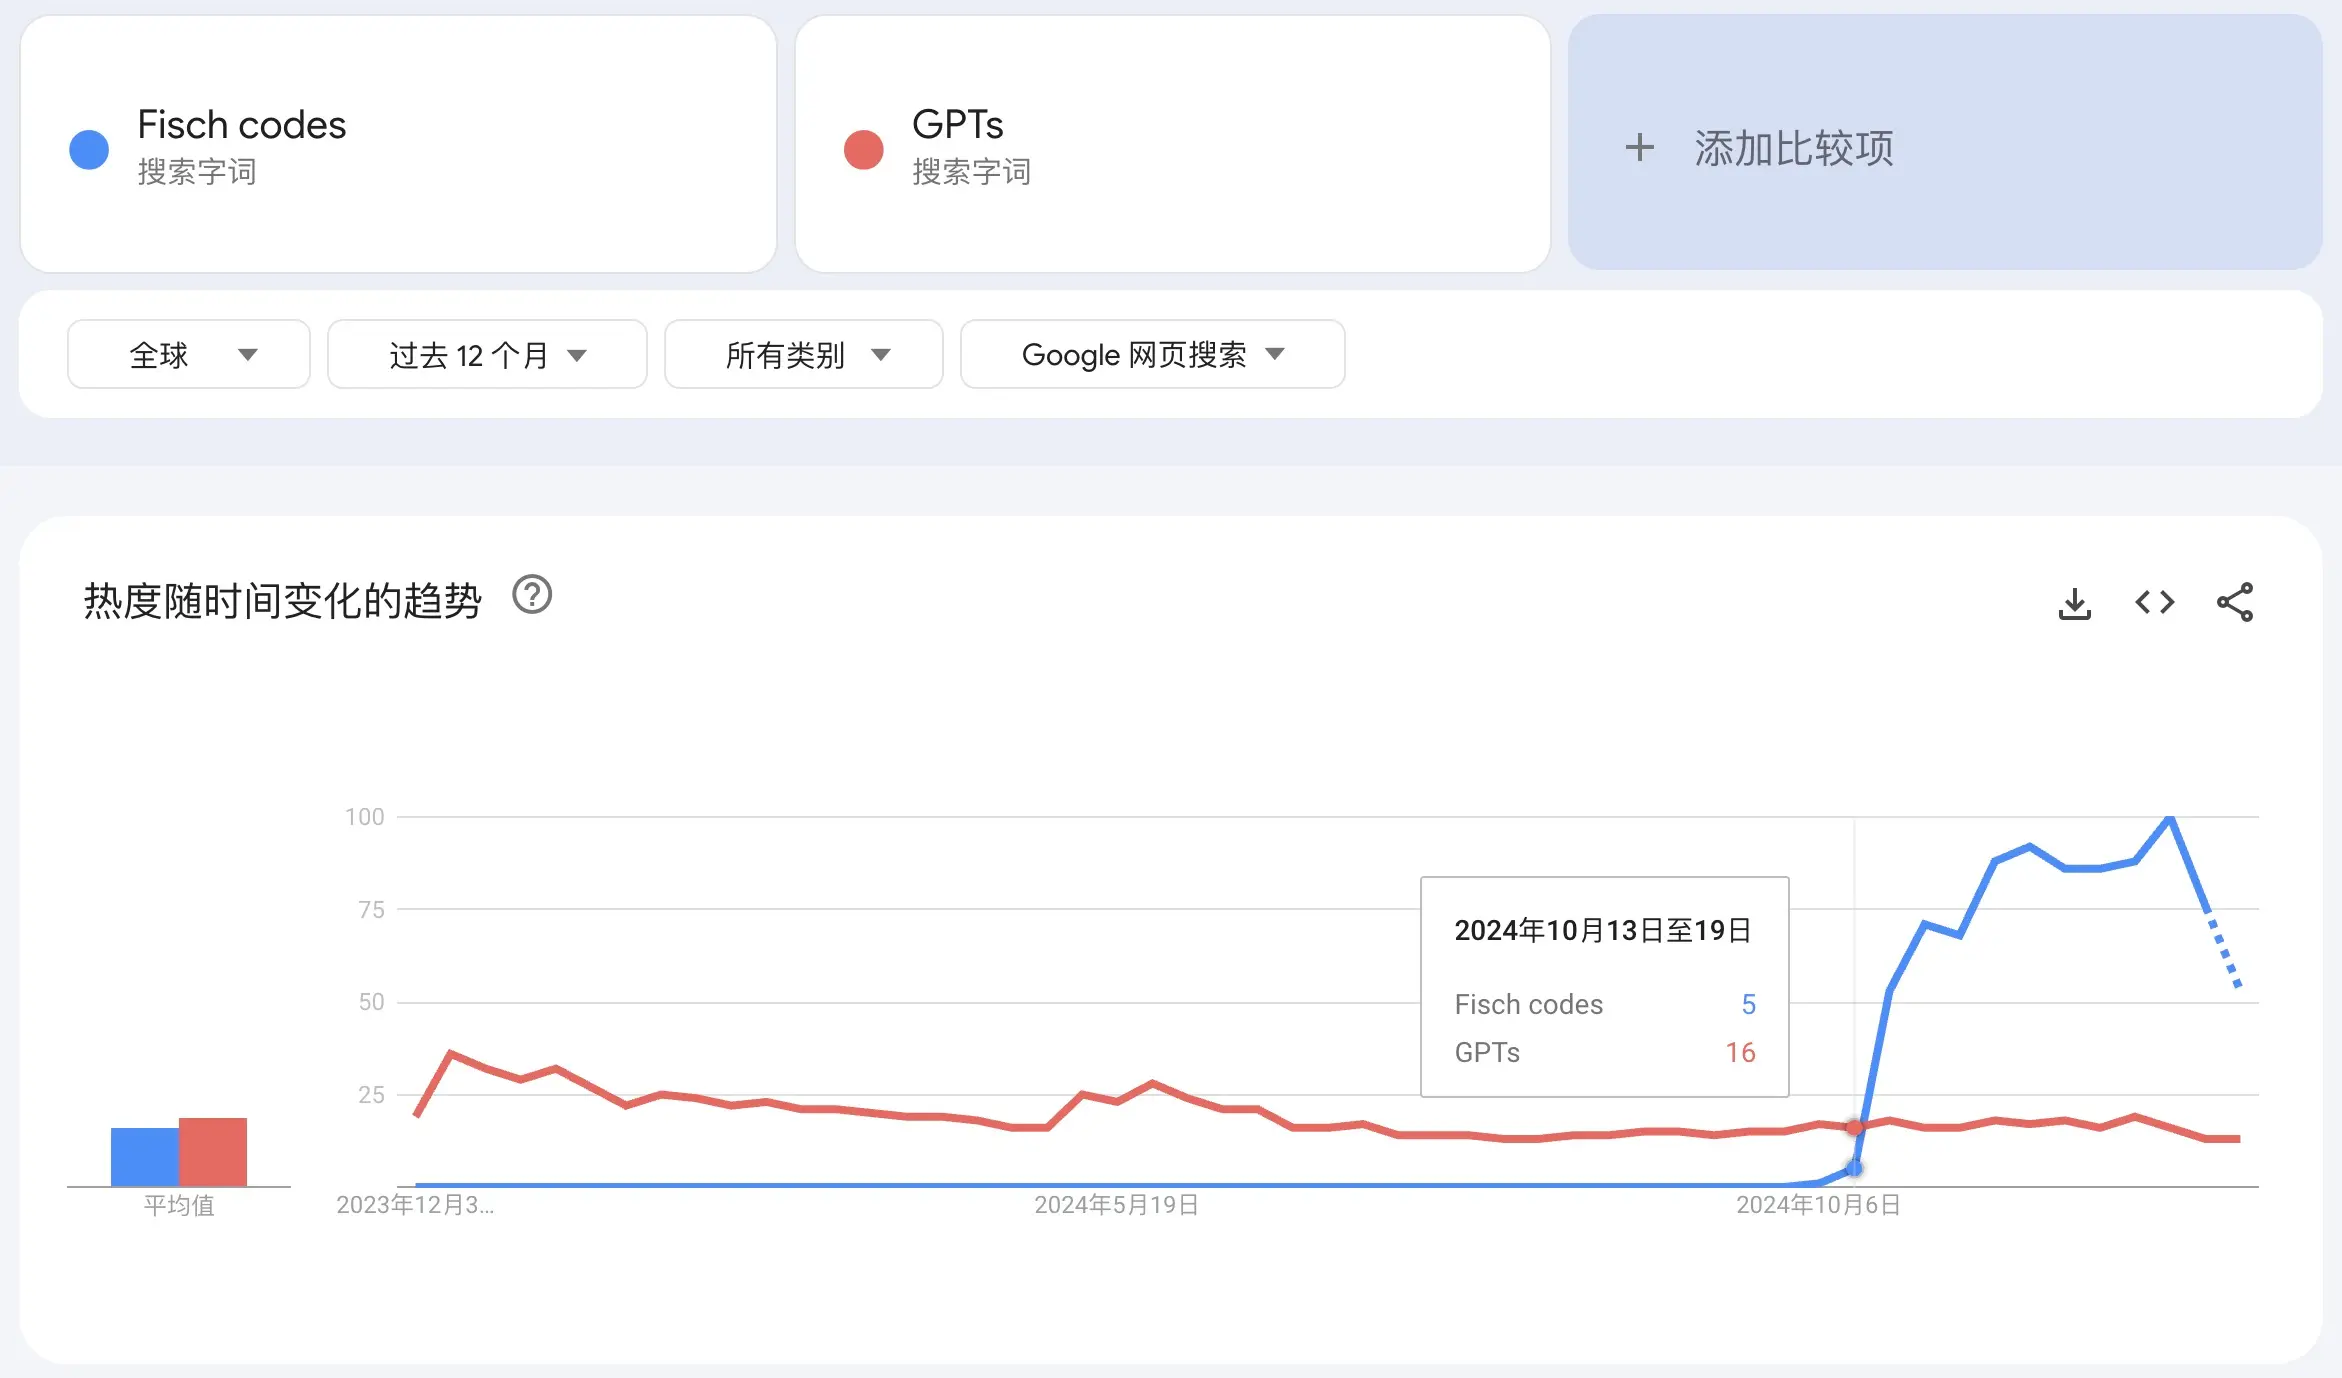 Fisch codes
搜索字词
GPTs
搜索字词
+ 添加比较项
全球
过去 12 个月
所有类别
Google 网页搜索
热度随时间变化的趋势
100
75
50
25
2024年10月13日至19日
Fisch codes 5
GPTs 16
平均值
2023年12月3...
2024年5月19日
2024年10月6日